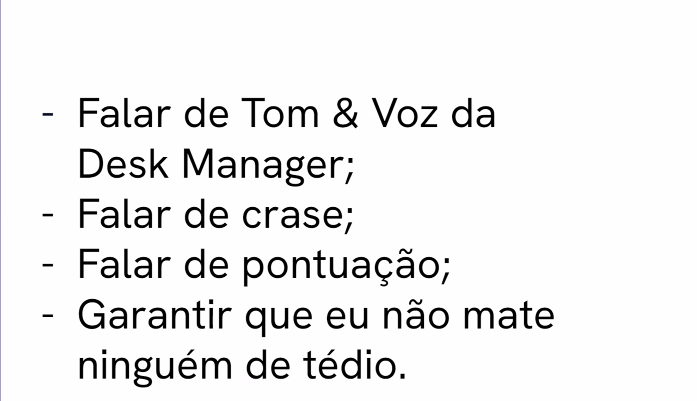 - Falar de Tom & Voz da
Desk Manager;
- Falar de crase;
- Falar de pontuação;
- Garantir que eu não mate
ninguém de tédio.